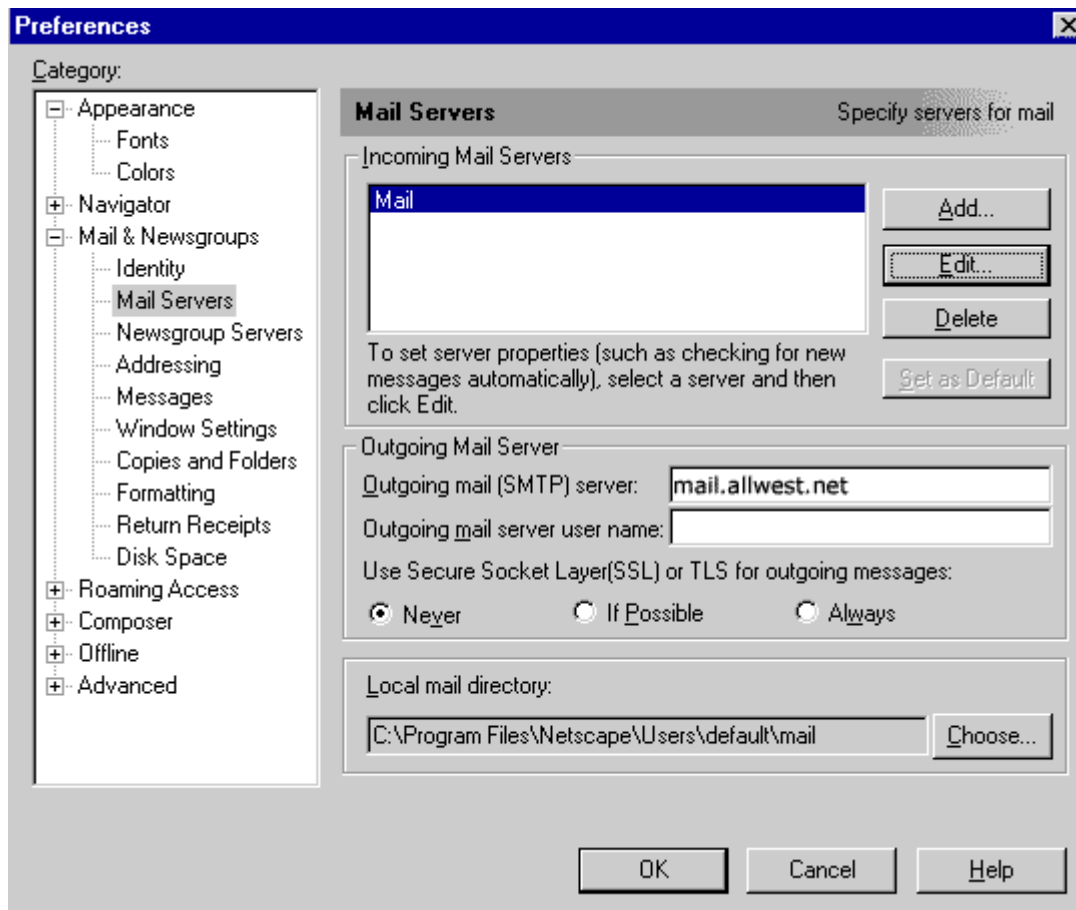 Preferences
Category:
Appearance
Fonts
Colors
Navigator
Mail & Newsgroups
Identity
Mail Servers
Newsgroup Servers
Addressing
Messages
Window Settings
Copies and Folders
Formatting
Return Receipts
Disk Space
Roaming Access
Composer
Offline
Advanced
Mail Servers Specify servers for mail
Incoming Mail Servers
Mail
Add...
Edit...
Delete
Set as Default
To set server properties (such as checking for new
messages automatically), select a server and then
click Edit.
Outgoing Mail Server
Outgoing mail (SMTP) server: mail.allwest.net
Outgoing mail server user name:
Use Secure Socket Layer(SSL) or TLS for outgoing messages:
Never If Possible Always
Local mail directory:
C:\Program Files\Netscape\Users\default\mail Choose...
OK Cancel Help